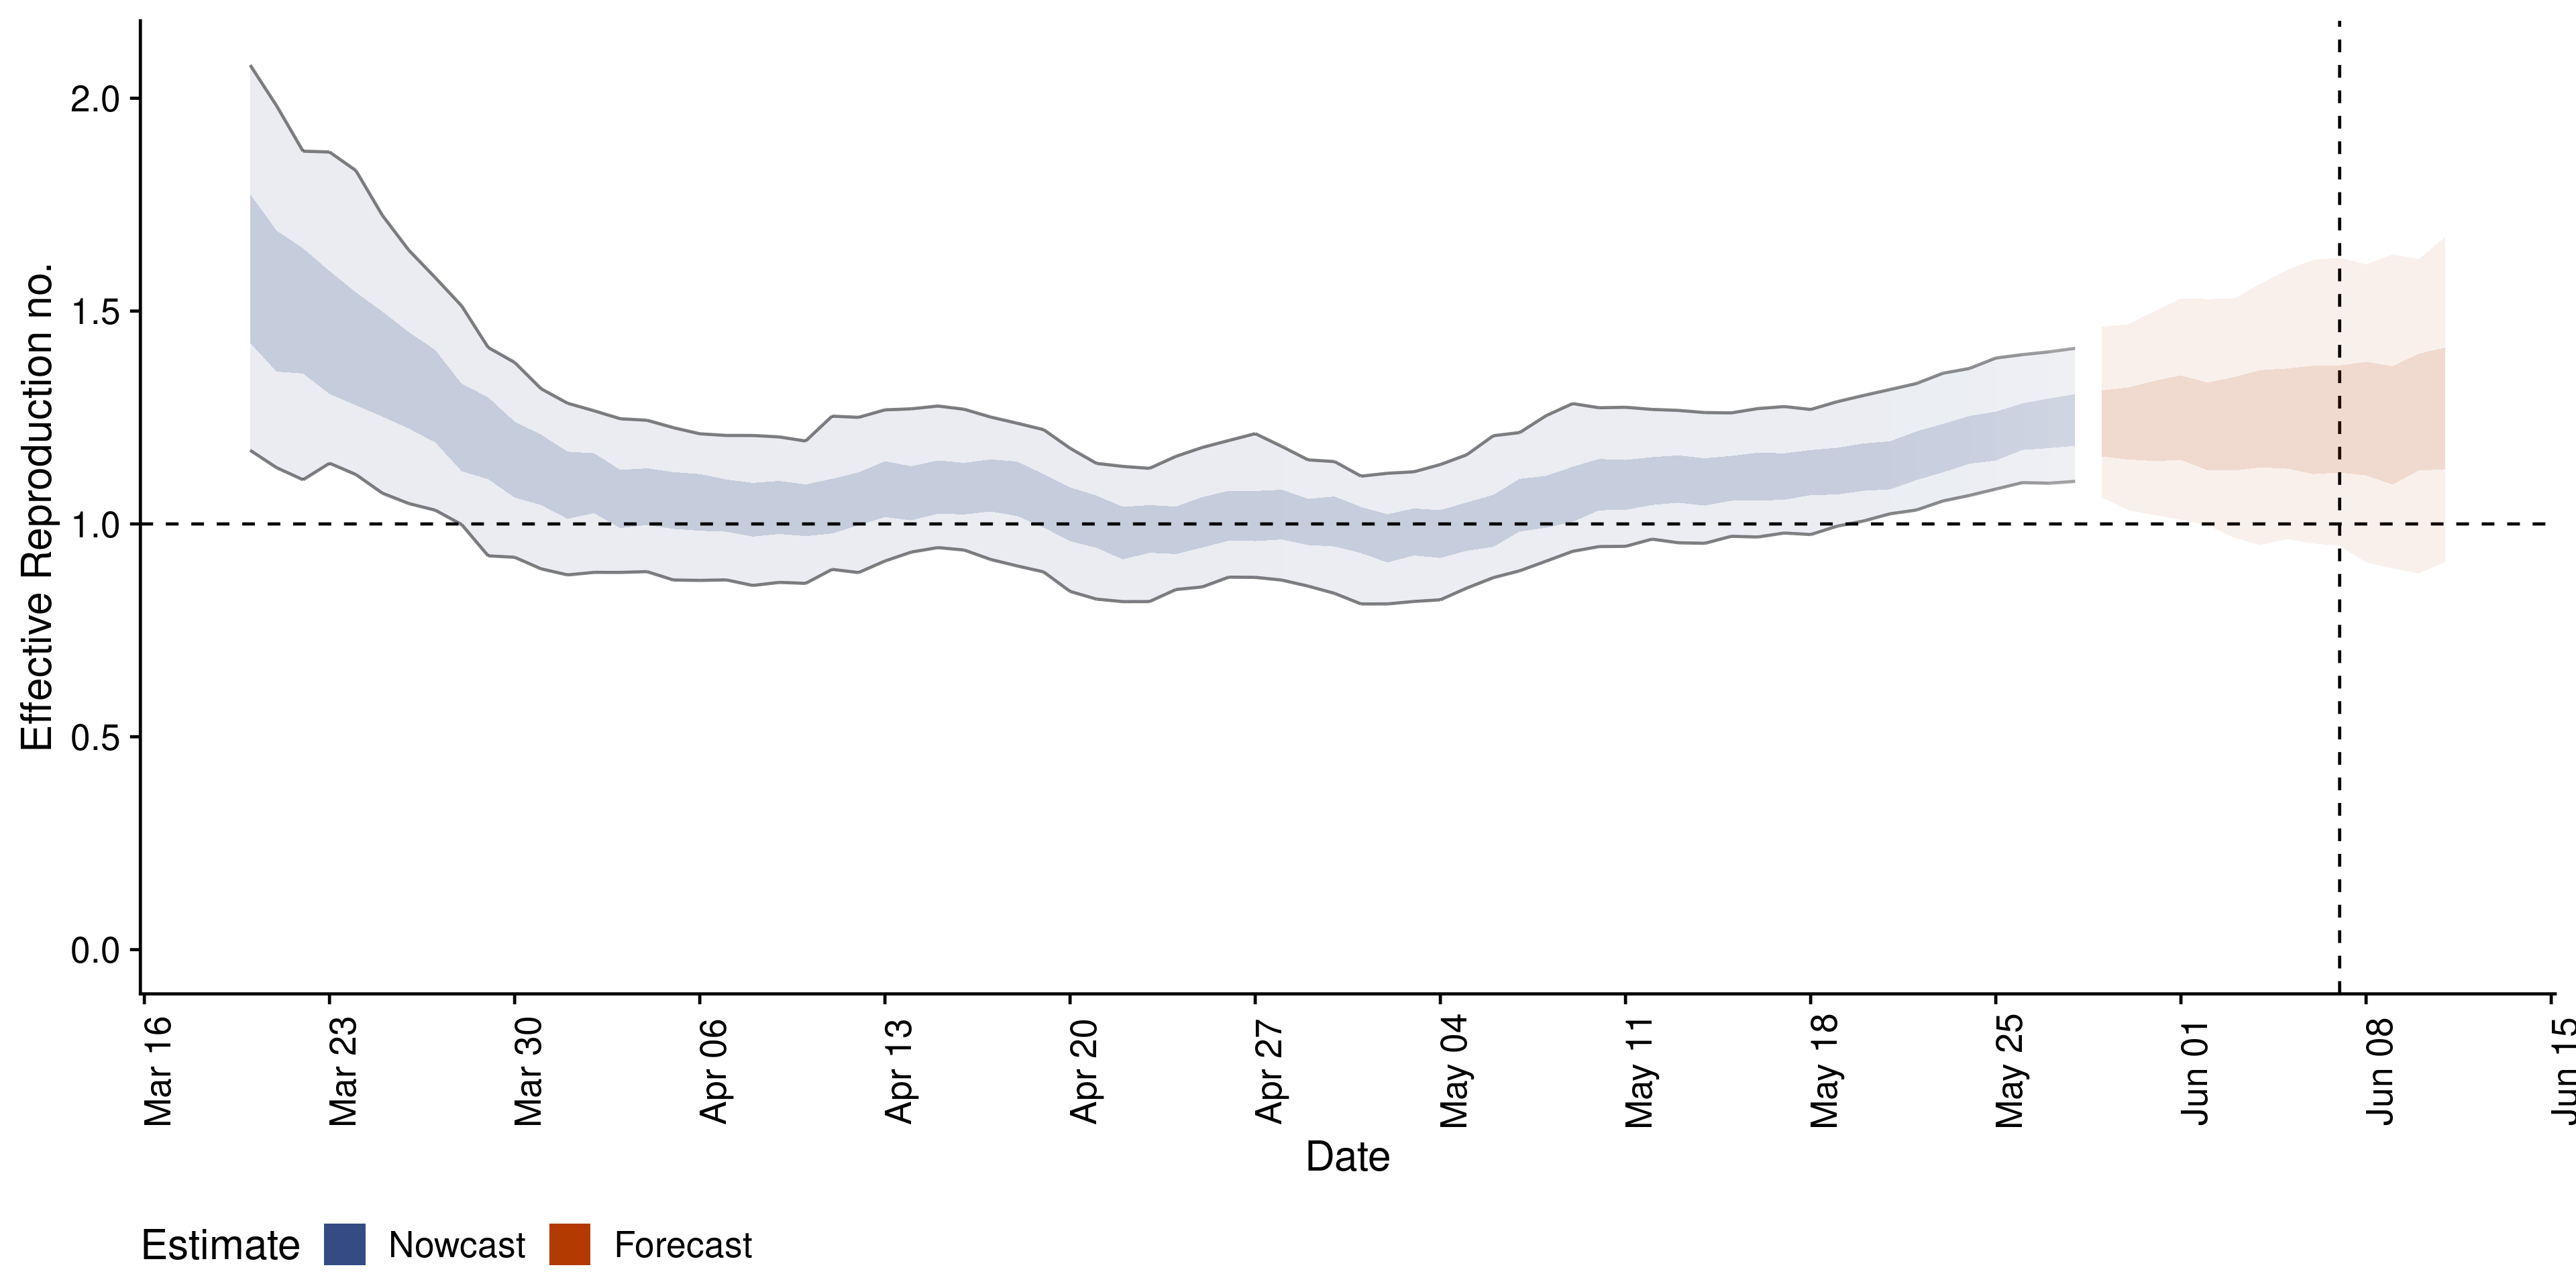 Effective Reproduction no.
2.0
1.5
1.0
0.5
0.0
Mar 16
Mar 23
Mar 30
Apr 06
Apr 13
Apr 20
Apr 27
May 04
May 11
May 18
May 25
Jun 01
Jun 08
Jun 15
Date
Estimate Nowcast Forecast